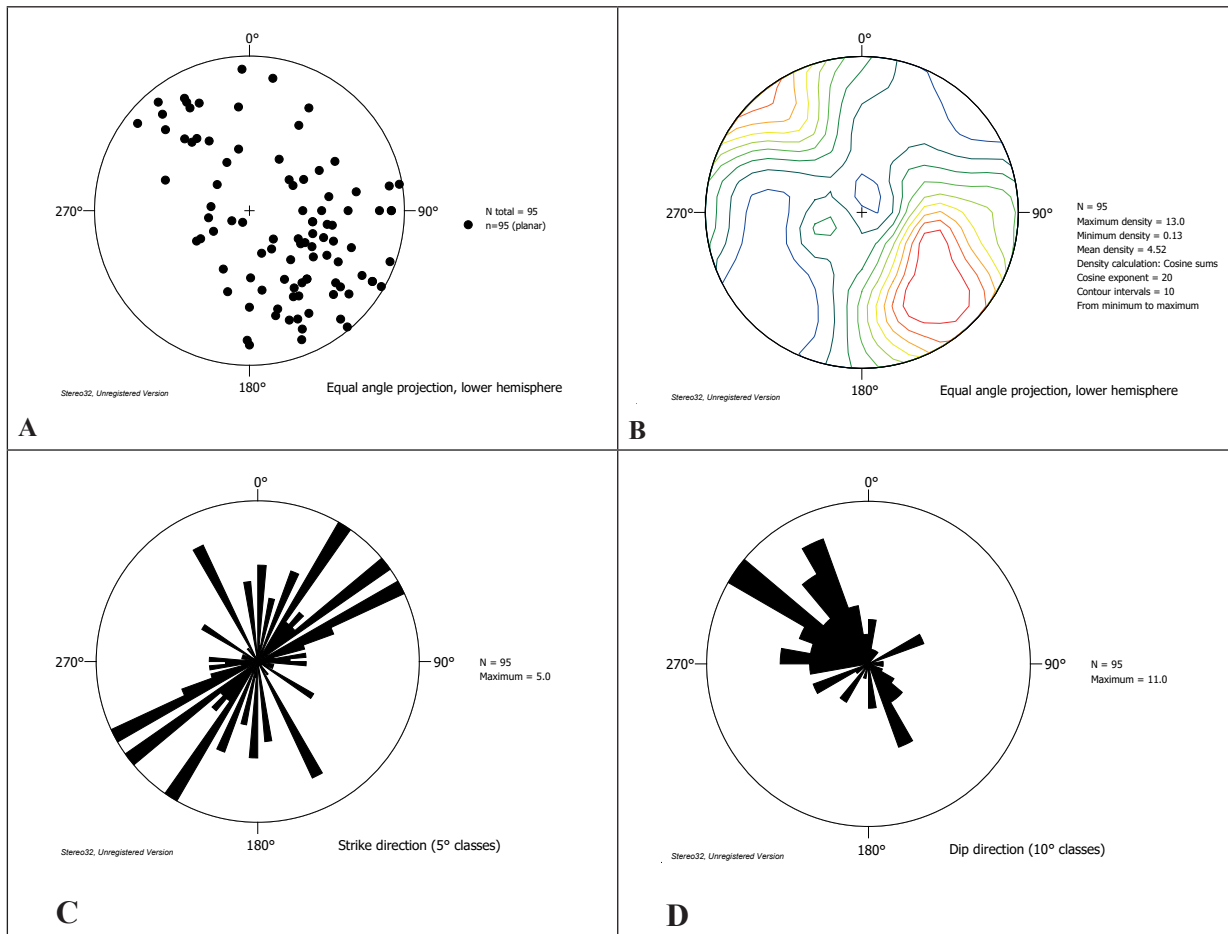 0°
270°
90°
180°
N total = 95
n=95 (planar)
Equal angle projection, lower hemisphere
Stereo32, Unregistered Version
A
0°
270°
90°
180°
N = 95
Maximum density = 13.0
Minimum density = 0.13
Mean density = 4.52
Density calculation: Cosine sums
Cosine exponent = 20
Contour intervals = 10
From minimum to maximum
Equal angle projection, lower hemisphere
Stereo32, Unregistered Version
B
0°
270°
90°
180°
N = 95
Maximum = 5.0
Strike direction (5° classes)
Stereo32, Unregistered Version
C
0°
270°
90°
180°
N = 95
Maximum = 11.0
Dip direction (10° classes)
Stereo32, Unregistered Version
D